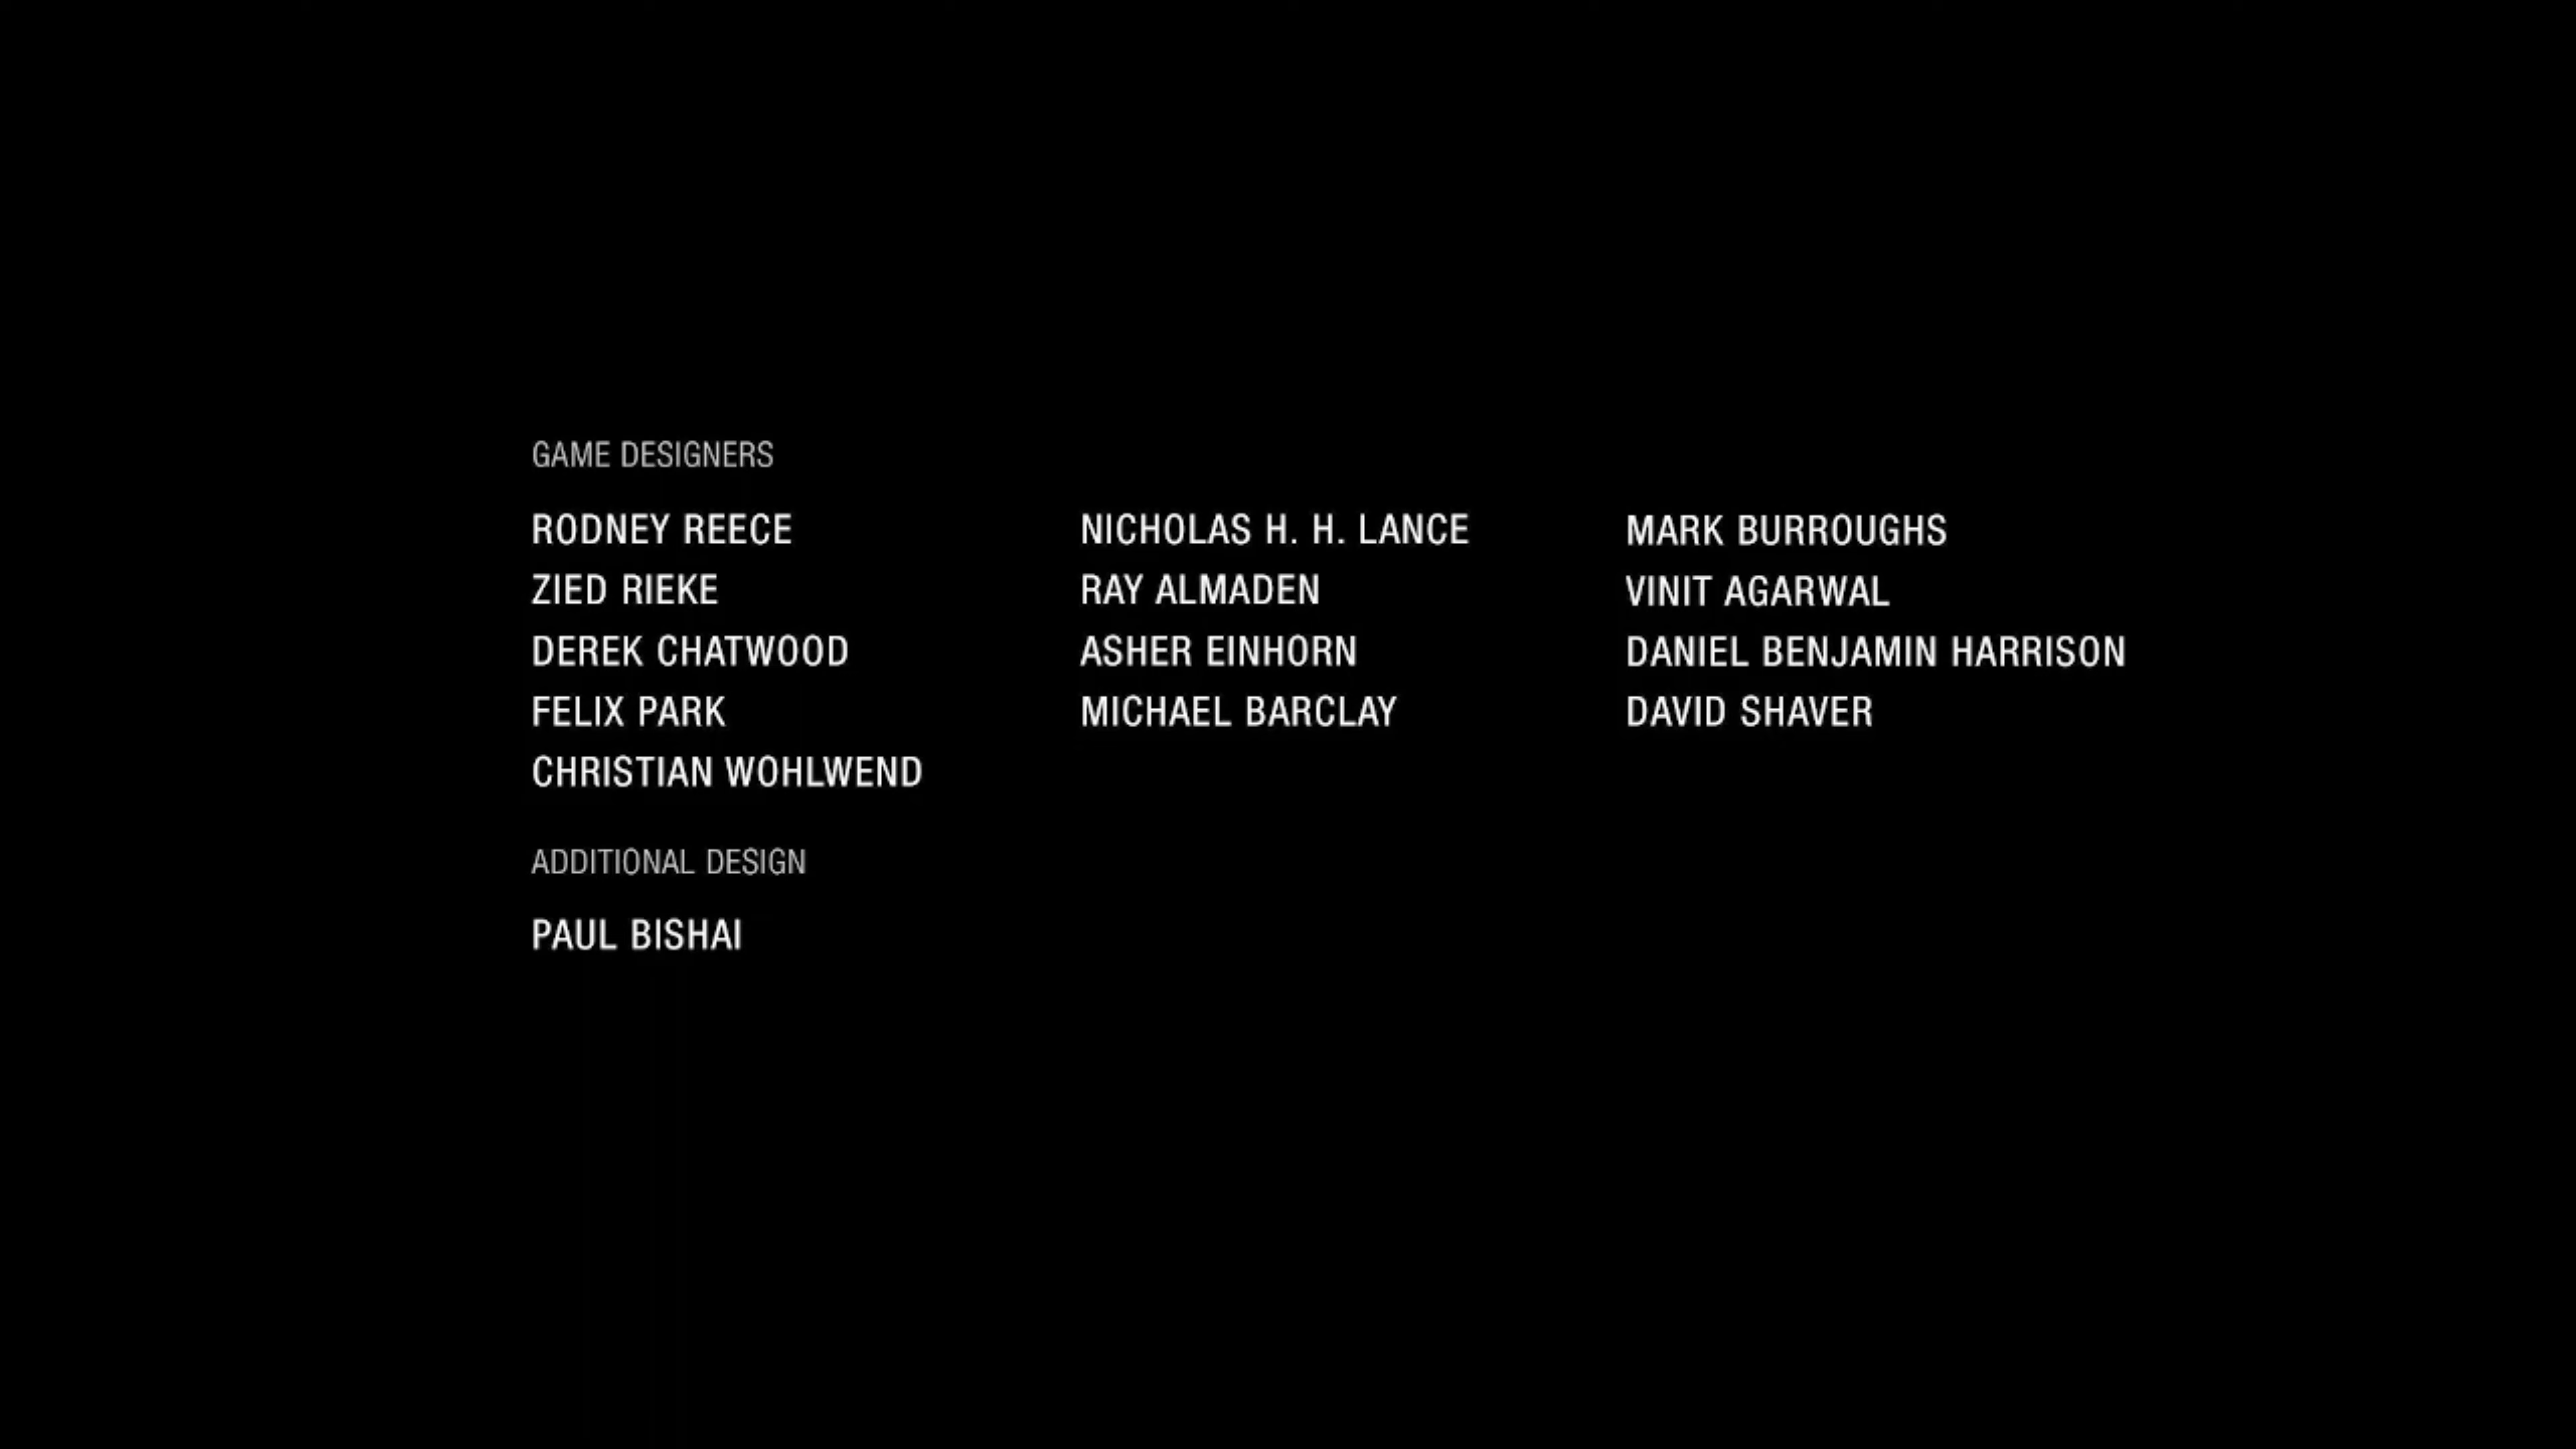 GAME DESIGNERS
RODNEY REECE
ZIED RIEKE
DEREK CHATWOOD
FELIX PARK
CHRISTIAN WOHLWEND
NICHOLAS H. H. LANCE
RAY ALMADEN
ASHER EINHORN
MICHAEL BARCLAY
MARK BURROUGHS
VINIT AGARWAL
DANIEL BENJAMIN HARRISON
DAVID SHAVER
ADDITIONAL DESIGN
PAUL BISHAI